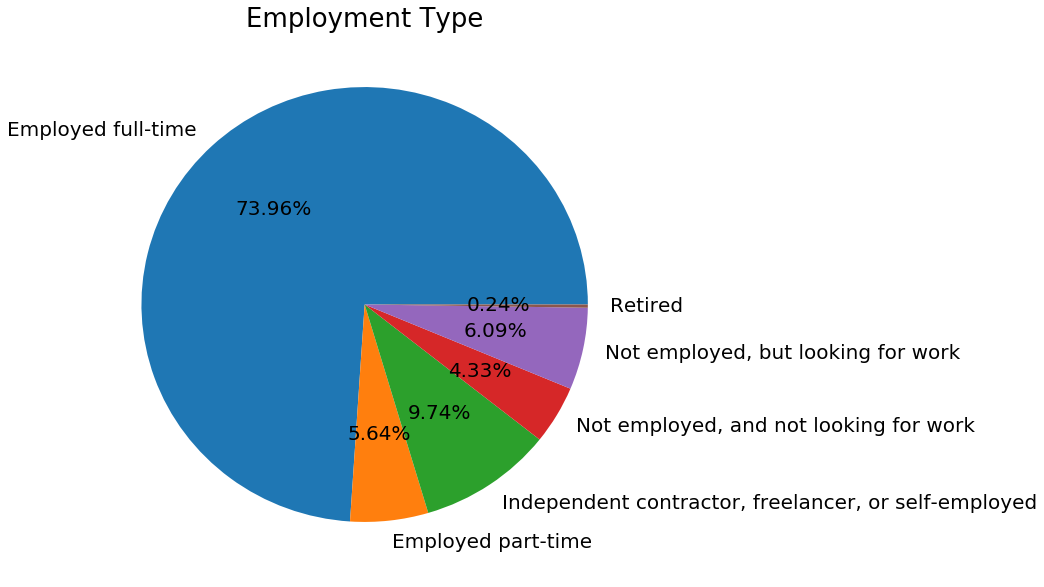 Employment Type
Employed full-time
73.96%
0.24%
Retired
6.09%
Not employed, but looking for work
4.33%
Not employed, and not looking for work
9.74%
5.64%
Independent contractor, freelancer, or self-employed
Employed part-time